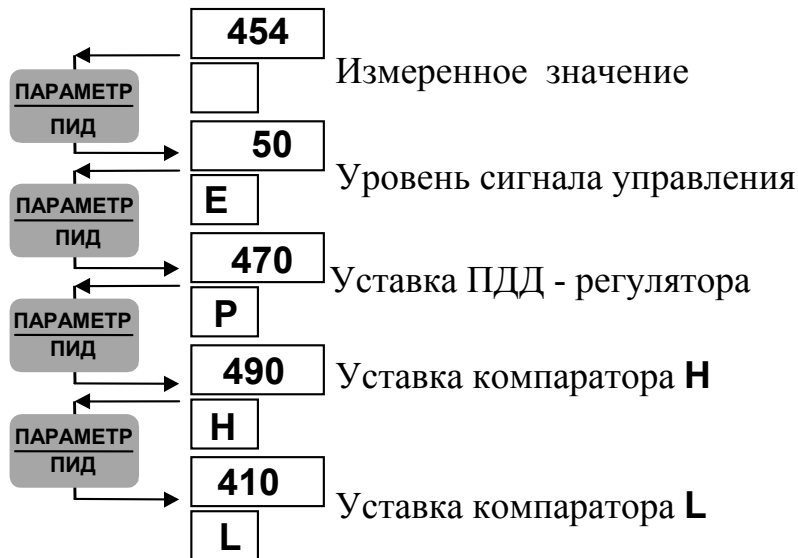 454
Измеренное значение
ПАРАМЕТР
ПИД
50
Уровень сигнала управления
E
ПАРАМЕТР
ПИД
470
Уставка ПДД - регулятора
P
ПАРАМЕТР
ПИД
490
Уставка компаратора H
H
ПАРАМЕТР
ПИД
410
Уставка компаратора L
L